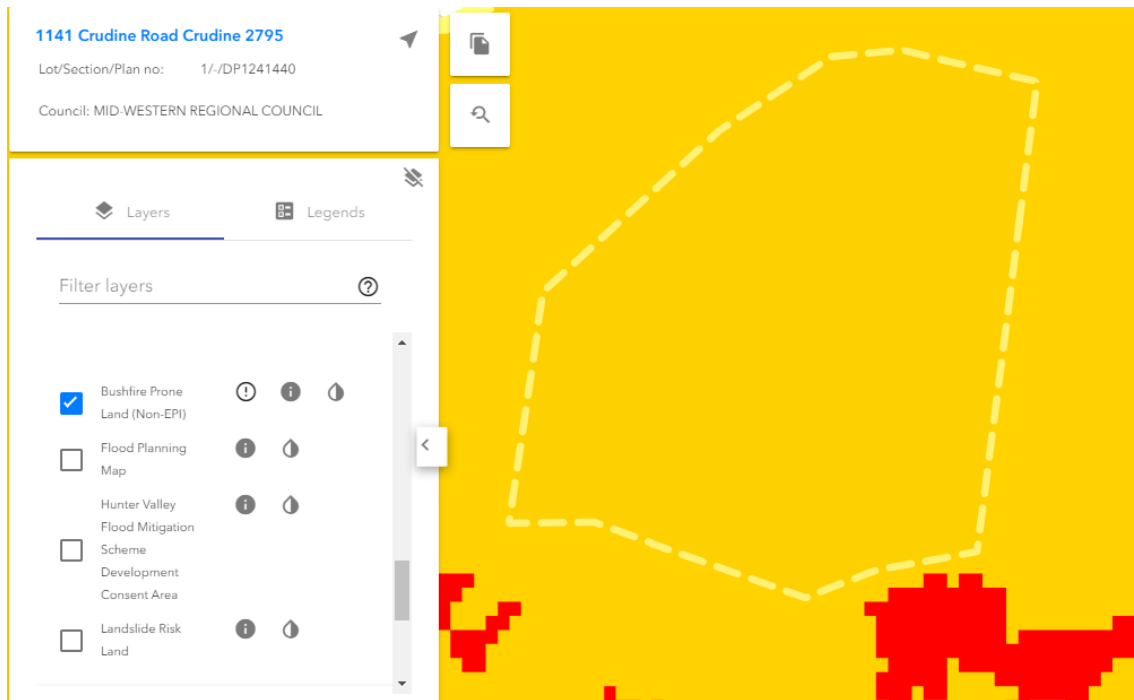 1141 Crudine Road Crudine 2795
Lot/Section/Plan no: 1/-/DP1241440
Council: MID-WESTERN REGIONAL COUNCIL
Layers Legends
Filter layers
Bushfire Prone
Land (Non-EPI)
Flood Planning
Map
Hunter Valley
Flood Mitigation
Scheme
Development
Consent Area
Landslide Risk
Land